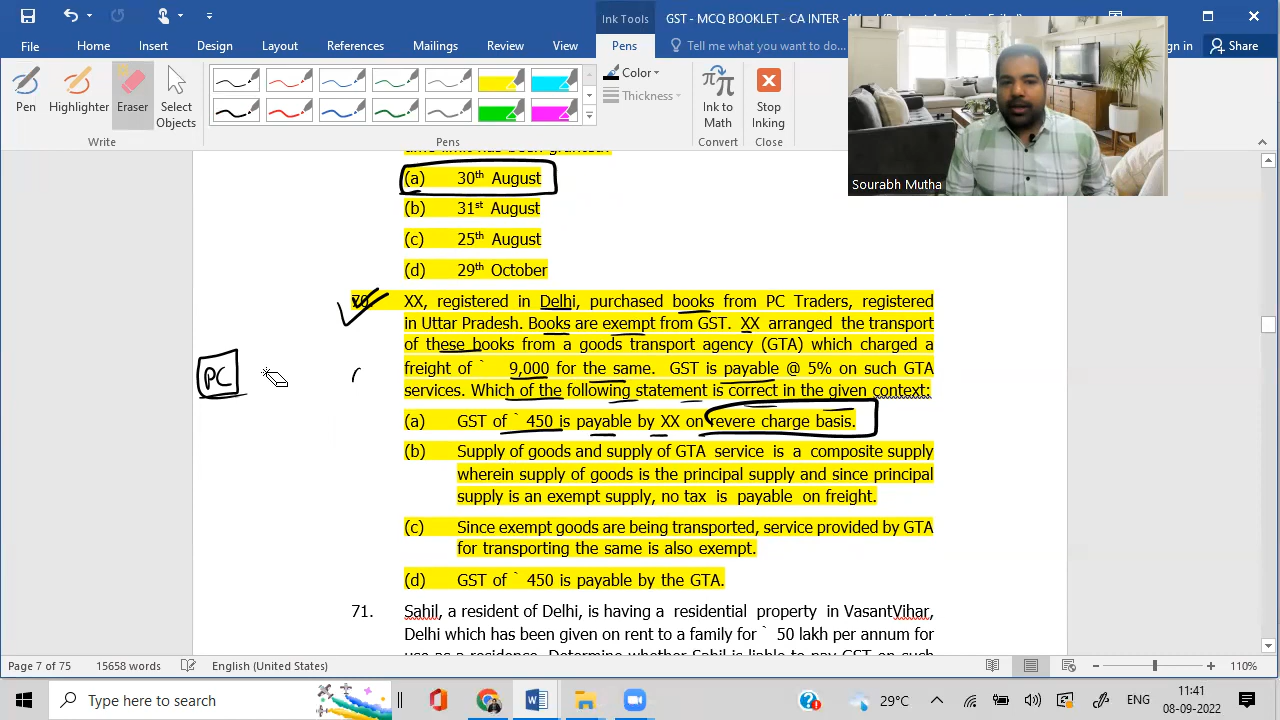 Ink Tools
GST - MCQ BOOKLET - CA INTER -
File Home Insert Design Layout References Mailings Review View Pens Tell me what you want to do... Share
Pen Highlighter Eraser Select Objects
Color
Thickness
Ink to Math
Stop Inking
Write Pens Convert Close
Sourabh Mutha
(a) 30th August
(b) 31st August
(c) 25th August
(d) 29th October
70. XX, registered in Delhi, purchased books from PC Traders, registered
in Uttar Pradesh. Books are exempt from GST. XX arranged the transport
of these books from a goods transport agency (GTA) which charged a
freight of ` 9,000 for the same. GST is payable @ 5% on such GTA
services. Which of the following statement is correct in the given context:
PC
(a) GST of ` 450 is payable by XX on revere charge basis.
(b) Supply of goods and supply of GTA service is a composite supply
wherein supply of goods is the principal supply and since principal
supply is an exempt supply, no tax is payable on freight.
(c) Since exempt goods are being transported, service provided by GTA
for transporting the same is also exempt.
(d) GST of ` 450 is payable by the GTA.
71. Sahil, a resident of Delhi, is having a residential property in VasantVihar,
Delhi which has been given on rent to a family for ` 50 lakh per annum for
Page 7 of 75 15658 words English (United States) 110%
Type here to search 29°C ENG 11:41
08-09-2022